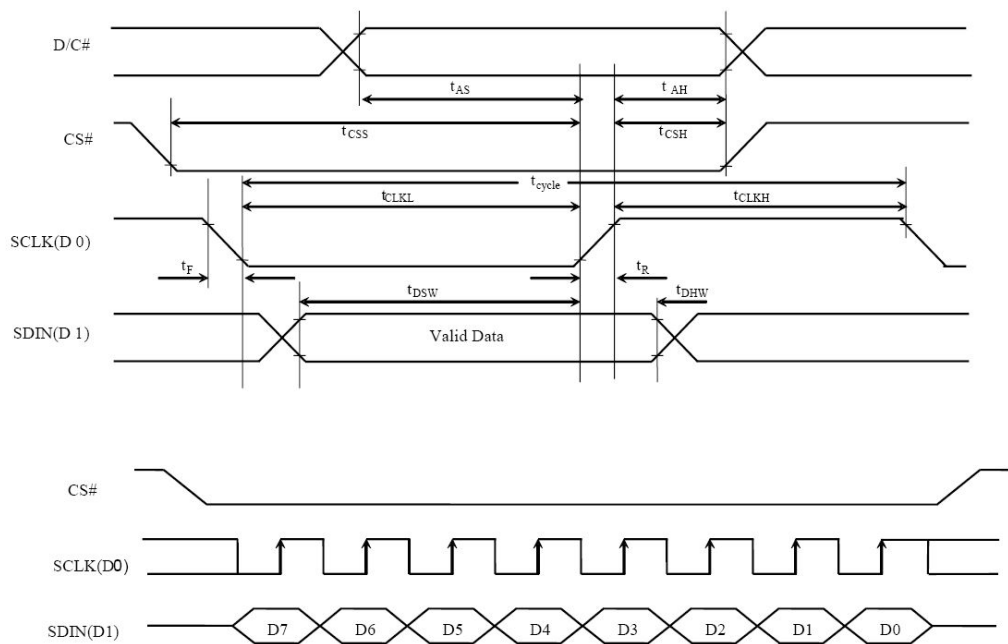 D/C#
tAS
t AH
CS#
tCSS
tCSH
tcycle
tCLKL
tCLKH
SCLK(D 0)
tF
tR
tDSW
tDHW
SDIN(D 1)
Valid Data
CS#
SCLK(D0)
SDIN(D1)
D7 D6 D5 D4 D3 D2 D1 D0